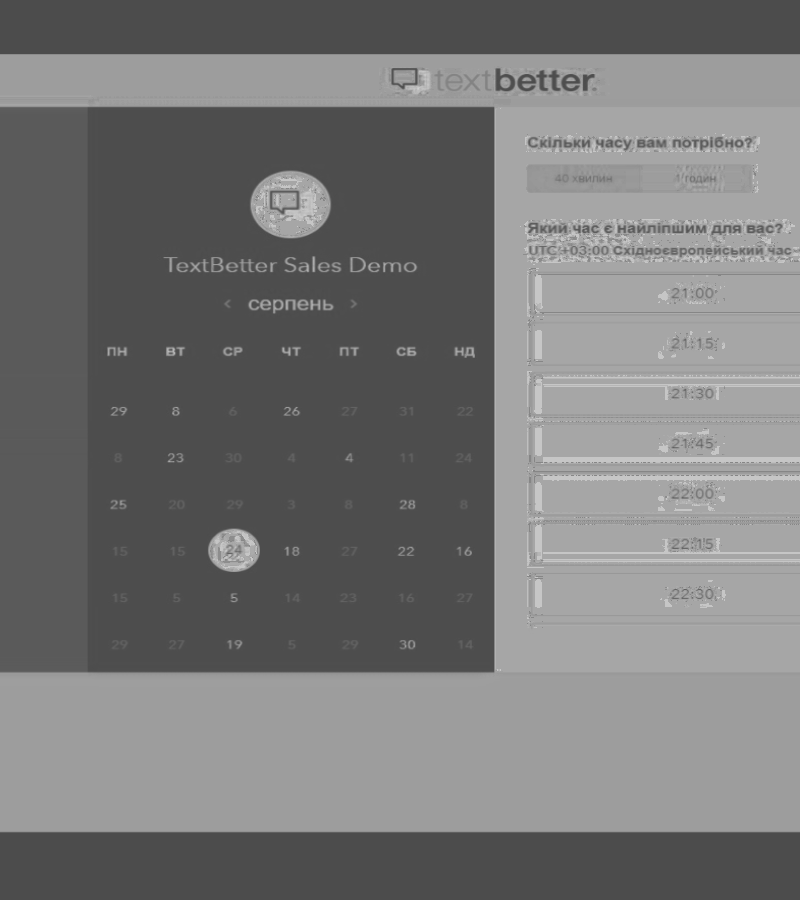 textbetter.
TextBetter Sales Demo
< серпень >
ПН ВТ СР ЧТ ПТ СБ НД
29 8 6 26 27 31 22
8 23 30 4 4 11 24
25 20 29 3 8 28 8
15 15 24 18 27 22 16
15 5 5 14 23 16 27
29 27 19 5 29 30 14
Скільки часу вам потрібно?
40 хвилин 1 годин
Який час є найліпшим для вас?
UTC +03:00 Східноєвропейський час
21:00
21:15
21:30
21:45
22:00
22:15
22:30